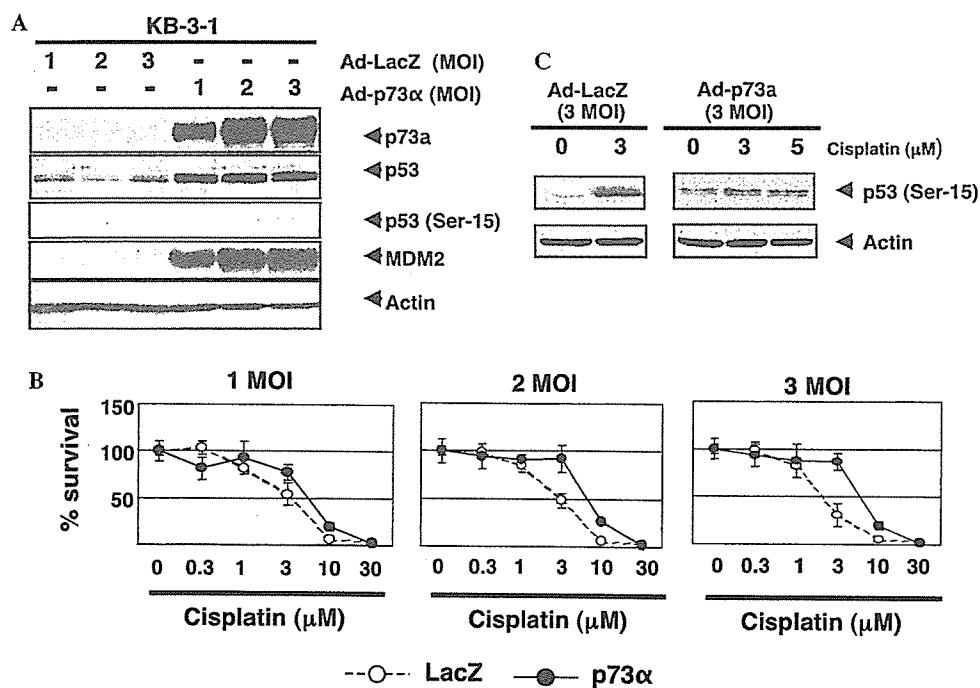 A
KB-3-1
1 2 3 - - - Ad-LacZ (MOI)
- - - 1 2 3 Ad-p73α (MOI)
p73a
p53
p53 (Ser-15)
MDM2
Actin
C
Ad-LacZ (3 MOI)
Ad-p73a (3 MOI)
0 3 0 3 5 Cisplatin (μM)
p53 (Ser-15)
Actin
B
1 MOI
2 MOI
3 MOI
% survival
150
100
50
0 0.3 1 3 10 30
0 0.3 1 3 10 30
0 0.3 1 3 10 30
Cisplatin (μM)
Cisplatin (μM)
Cisplatin (μM)
LacZ
p73α